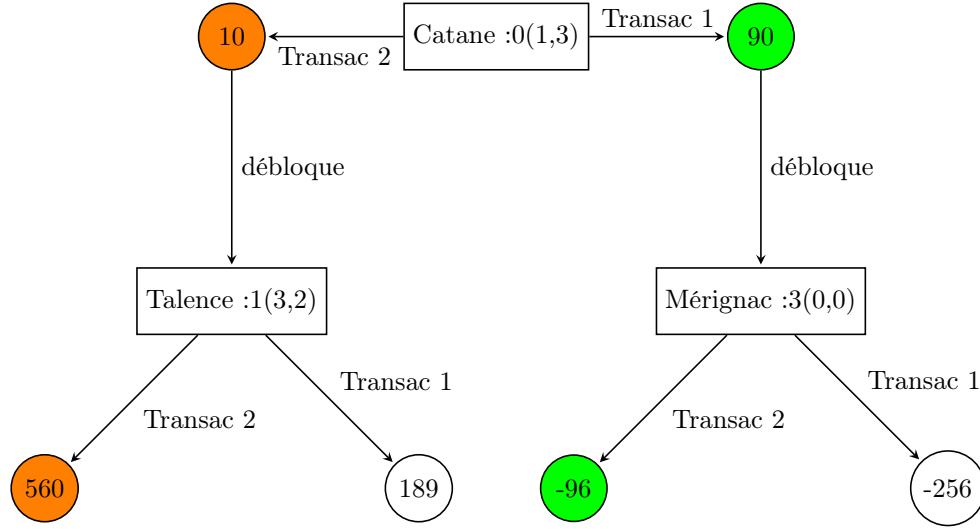 10
Catane :0(1,3)
90
Transac 2
Transac 1
débloque
débloque
Talence :1(3,2)
Mérignac :3(0,0)
Transac 2
Transac 1
Transac 2
Transac 1
560
189
-96
-256